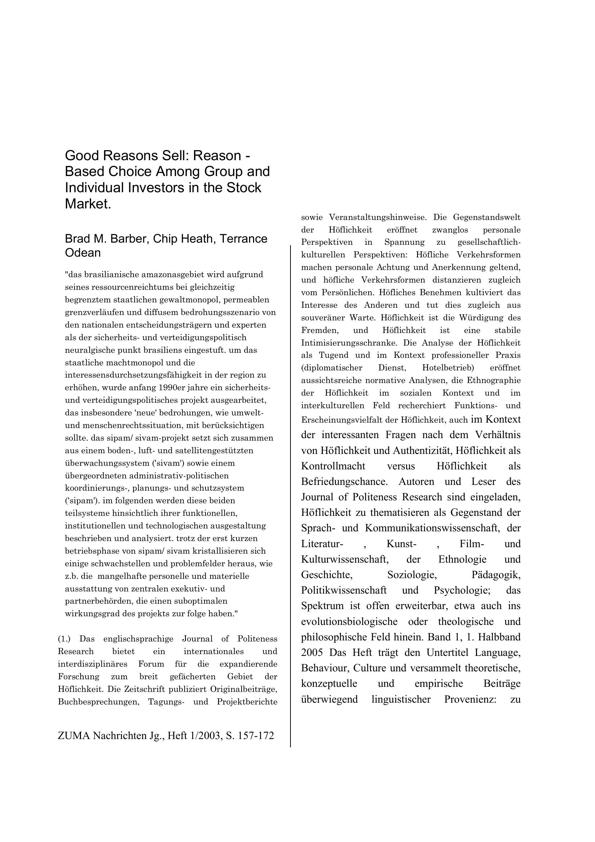 Good Reasons Sell: Reason -
Based Choice Among Group and
Individual Investors in the Stock
Market.
Brad M. Barber, Chip Heath, Terrance
Odean
"das brasilianische amazonasgebiet wird aufgrund
seines ressourcenreichtums bei gleichzeitig
begrenztem staatlichen gewaltmonopol, permeablen
grenzverläufen und diffusem bedrohungsszenario von
den nationalen entscheidungsträgern und experten
als der sicherheits- und verteidigungspolitisch
neuralgische punkt brasiliens eingestuft. um das
staatliche machtmonopol und die
interessensdurchsetzungsfähigkeit in der region zu
erhöhen, wurde anfang 1990er jahre ein sicherheits-
und verteidigungspolitisches projekt ausgearbeitet,
das insbesondere 'neue' bedrohungen, wie umwelt-
und menschenrechtssituation, mit berücksichtigen
sollte. das sipam/ sivam-projekt setzt sich zusammen
aus einem boden-, luft- und satellitengestützten
überwachungssystem ('sivam') sowie einem
übergeordneten administrativ-politischen
koordinierungs-, planungs- und schutzsystem
('sipam'). im folgenden werden diese beiden
teilsysteme hinsichtlich ihrer funktionellen,
institutionellen und technologischen ausgestaltung
beschrieben und analysiert. trotz der erst kurzen
betriebsphase von sipam/ sivam kristallisieren sich
einige schwachstellen und problemfelder heraus, wie
z.b. die mangelhafte personelle und materielle
ausstattung von zentralen exekutiv- und
partnerbehörden, die einen suboptimalen
wirkungsgrad des projekts zur folge haben."
(1.) Das englischsprachige Journal of Politeness
Research bietet ein internationales und
interdisziplinäres Forum für die expandierende
Forschung zum breit gefächerten Gebiet der
Höflichkeit. Die Zeitschrift publiziert Originalbeiträge,
Buchbesprechungen, Tagungs- und Projektberichte
ZUMA Nachrichten Jg., Heft 1/2003, S. 157-172
sowie Veranstaltungshinweise. Die Gegenstandswelt
der Höflichkeit eröffnet zwanglos personale
Perspektiven in Spannung zu gesellschaftlich-
kulturellen Perspektiven: Höfliche Verkehrsformen
machen personale Achtung und Anerkennung geltend,
und höfliche Verkehrsformen distanzieren zugleich
vom Persönlichen. Höfliches Benehmen kultiviert das
Interesse des Anderen und tut dies zugleich aus
souveräner Warte. Höflichkeit ist die Würdigung des
Fremden, und Höflichkeit ist eine stabile
Intimisierungsschranke. Die Analyse der Höflichkeit
als Tugend und im Kontext professioneller Praxis
(diplomatischer Dienst, Hotelbetrieb) eröffnet
aussichtsreiche normative Analysen, die Ethnographie
der Höflichkeit im sozialen Kontext und im
interkulturellen Feld recherchiert Funktions- und
Erscheinungsvielfalt der Höflichkeit, auch im Kontext
der interessanten Fragen nach dem Verhältnis
von Höflichkeit und Authentizität, Höflichkeit als
Kontrollmacht versus Höflichkeit als
Befriedungschance. Autoren und Leser des
Journal of Politeness Research sind eingeladen,
Höflichkeit zu thematisieren als Gegenstand der
Sprach- und Kommunikationswissenschaft, der
Literatur- , Kunst- , Film- und
Kulturwissenschaft, der Ethnologie und
Geschichte, Soziologie, Pädagogik,
Politikwissenschaft und Psychologie; das
Spektrum ist offen erweiterbar, etwa auch ins
evolutionsbiologische oder theologische und
philosophische Feld hinein. Band 1, 1. Halbband
2005 Das Heft trägt den Untertitel Language,
Behaviour, Culture und versammelt theoretische,
konzeptuelle und empirische Beiträge
überwiegend linguistischer Provenienz: zu